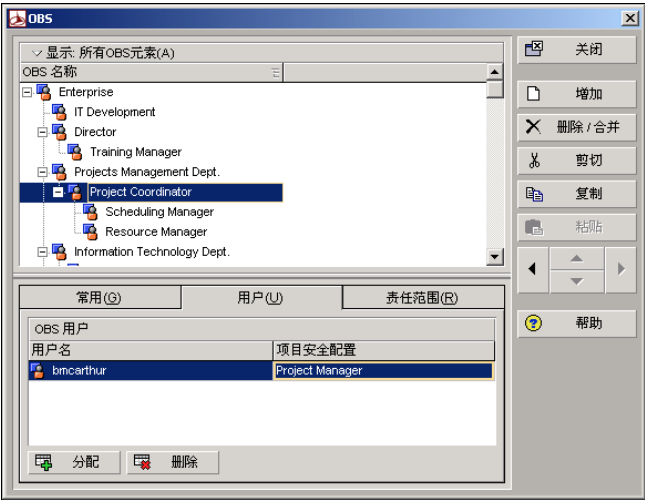 OBS
显示: 所有OBS元素(A)
OBS 名称
Enterprise
IT Development
Director
Training Manager
Projects Management Dept.
Project Coordinator
Scheduling Manager
Resource Manager
Information Technology Dept.
常用(G)
用户(U)
责任范围(R)
OBS 用户
用户名 项目安全配置
bmcarthur Project Manager
分配 删除
关闭
增加
删除 / 合并
剪切
复制
粘贴
帮助